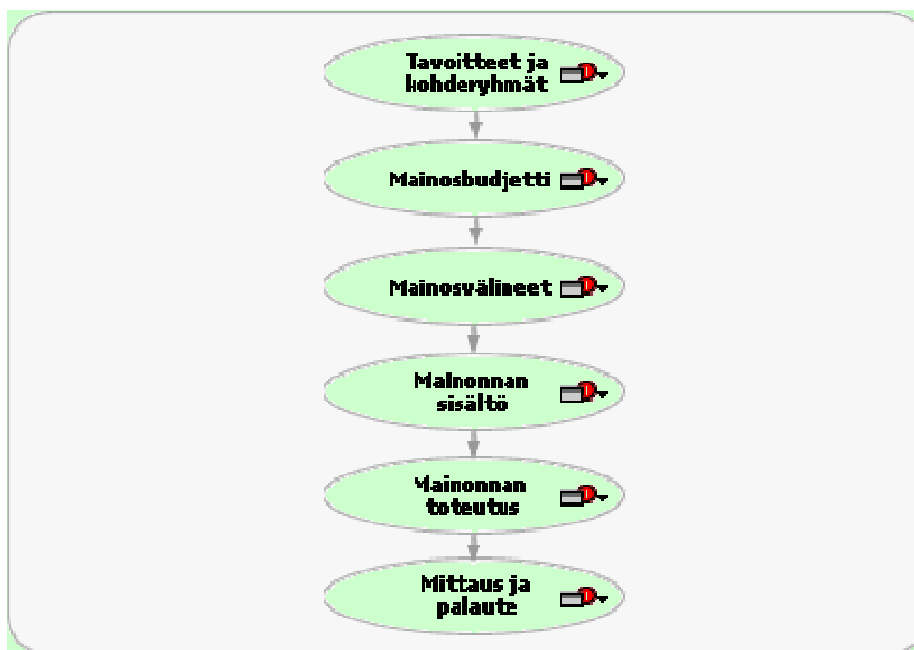 Tavoitteet ja
kohderyhmät
Mainosbudjetti
Mainosvälineet
Mainonnan
sisältö
Mainonnan
toteutus
Mittaus ja
palaute